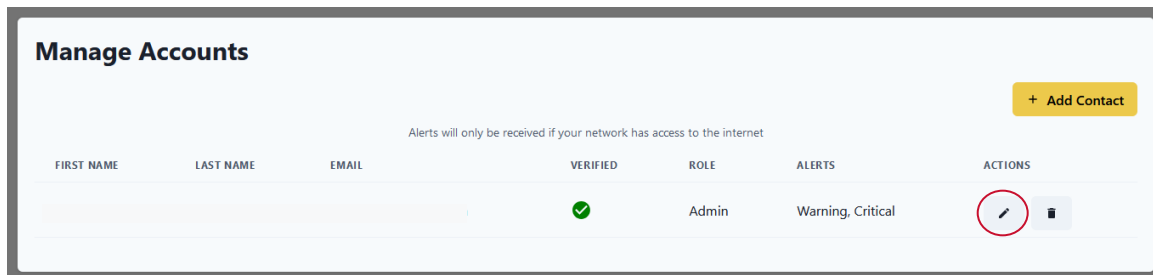 Manage Accounts
+ Add Contact
Alerts will only be received if your network has access to the internet
FIRST NAME LAST NAME EMAIL VERIFIED ROLE ALERTS ACTIONS
Admin Warning, Critical